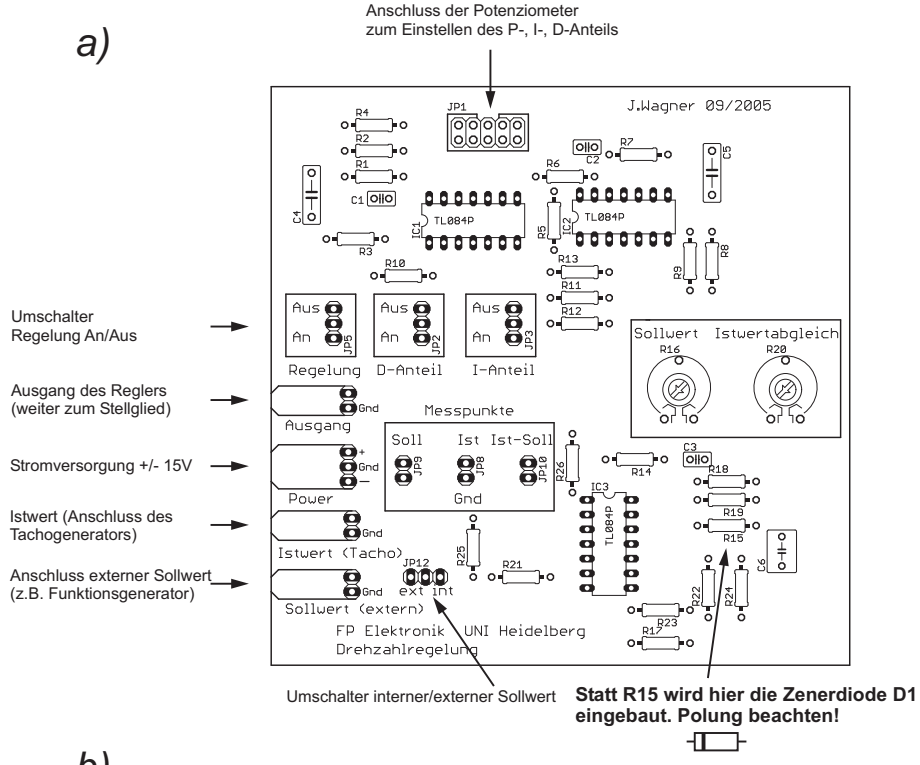 Anschluss der Potenziometer
zum Einstellen des P-, I-, D-Anteils
a)
J.Wagner 09/2005
JP1
R4
R2
R1
C4
C1
R3
R10
IC1
TL084P
R6
R5
C2
R7
IC2
TL084P
C5
R9
R8
R13
R11
R12
Umschalter
Regelung An/Aus
Aus
An
JP5
Regelung
Aus
An
JP2
D-Anteil
Aus
An
JP3
I-Anteil
Sollwert Istwertabgleich
R16
R20
Ausgang des Reglers
(weiter zum Stellglied)
Gnd
Ausgang
Messpunkte
Soll Ist Ist-Soll
JP9
JP8
JP10
Gnd
R26
R14
C3
R18
R19
R15
Stromversorgung +/- 15V
+
Gnd
−
Power
IC3
TL084P
C6
Istwert (Anschluss des
Tachogenerators)
Gnd
Istwert (Tacho)
R25
R21
JP12
ext int
R22
R24
Anschluss externer Sollwert
(z.B. Funktionsgenerator)
Gnd
Sollwert (extern)
R23
R17
FP Elektronik UNI Heidelberg
Drehzahlregelung
Umschalter interner/externer Sollwert
Statt R15 wird hier die Zenerdiode D1
eingebaut. Polung beachten!
b)